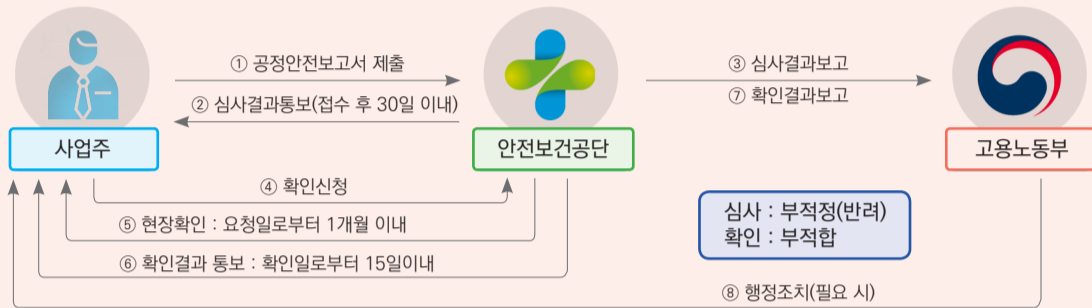 ① 공정안전보고서 제출
② 심사결과통보(접수 후 30일 이내)
③ 심사결과보고
⑦ 확인결과보고
사업주
안전보건공단
고용노동부
④ 확인신청
⑤ 현장확인 : 요청일로부터 1개월 이내
⑥ 확인결과 통보 : 확인일로부터 15일이내
심사 : 부적정(반려)
확인 : 부적합
⑧ 행정조치(필요 시)